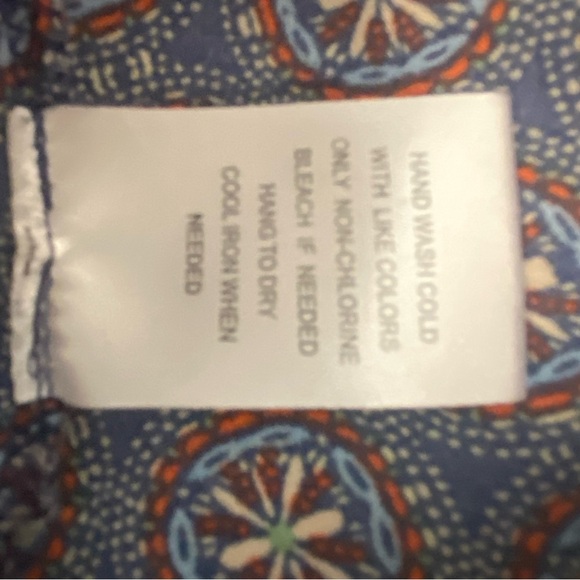 HAND WASH COLD
WITH LIKE COLORS
ONLY NON-CHLORINE
BLEACH IF NEEDED
HANG TO DRY
COOL IRON WHEN
NEEDED